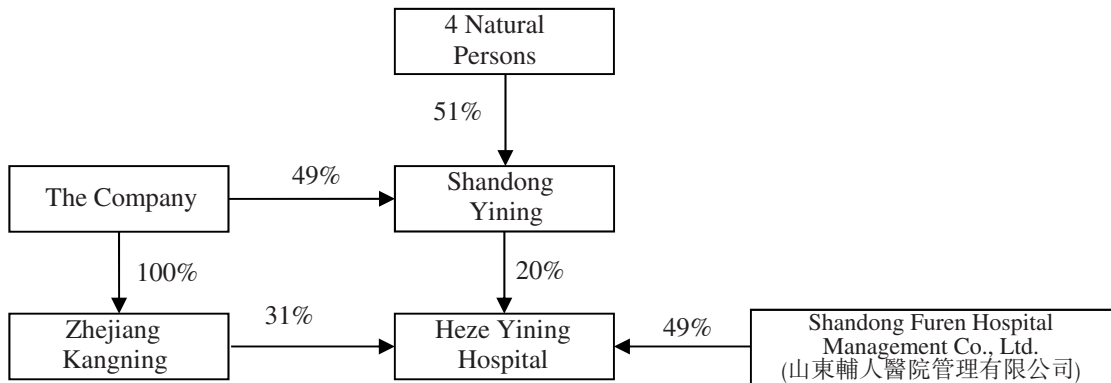 4 Natural
Persons
51%
The Company
49%
Shandong
Yining
100%
20%
Zhejiang
Kangning
31%
Heze Yining
Hospital
49%
Shandong Furen Hospital
Management Co., Ltd.
(山東輔人醫院管理有限公司)